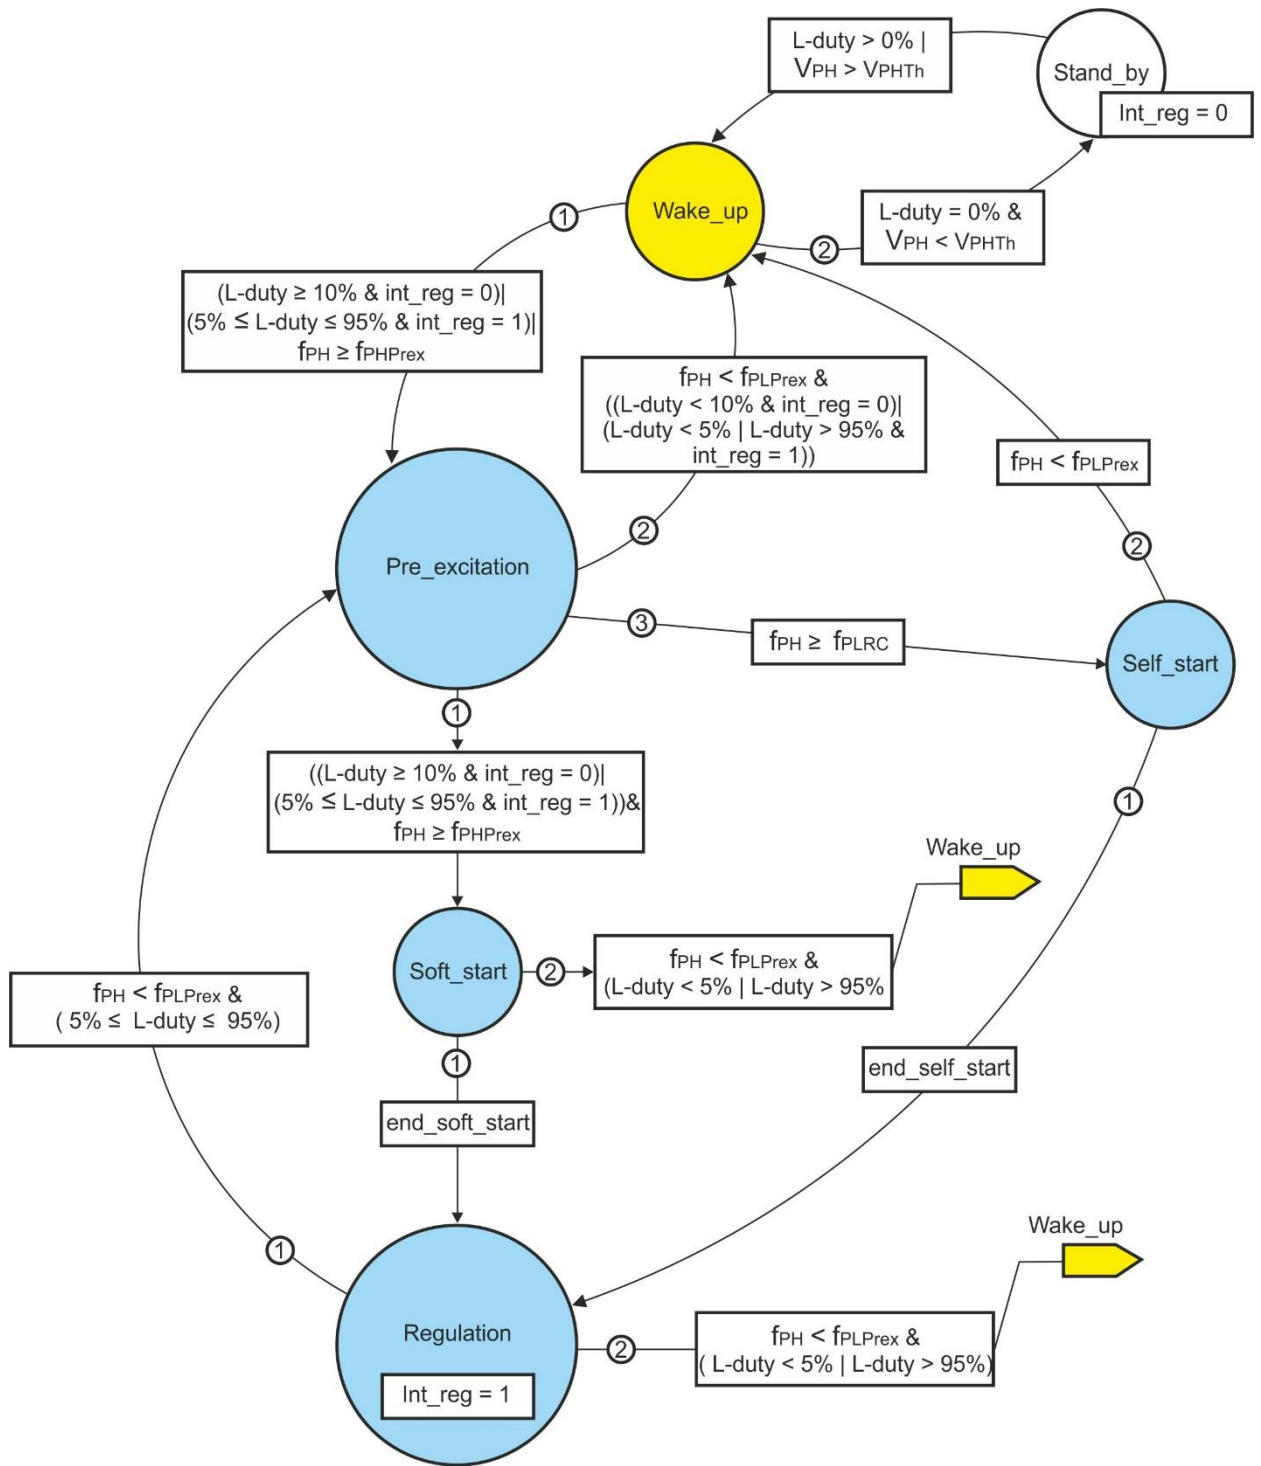 L-duty > 0% |
VPH > VPHTh
Stand_by
Int_reg = 0
Wake_up
1
2
L-duty = 0% &
VPH < VPHTh
(L-duty ≥ 10% & int_reg = 0)|
(5% ≤ L-duty ≤ 95% & int_reg = 1)|
fPH ≥ fPHPrex
fPH < fPLPrex &
((L-duty < 10% & int_reg = 0)|
(L-duty < 5% | L-duty > 95% &
int_reg = 1))
fPH < fPLPrex
2
2
Pre_excitation
3
fPH ≥ fPLRC
Self_start
1
((L-duty ≥ 10% & int_reg = 0)|
(5% ≤ L-duty ≤ 95% & int_reg = 1))&
fPH ≥ fPHPrex
1
Wake_up
Soft_start
2
fPH < fPLPrex &
(L-duty < 5% | L-duty > 95%
fPH < fPLPrex &
( 5% ≤ L-duty ≤ 95%)
1
end_self_start
end_soft_start
1
Wake_up
Regulation
2
fPH < fPLPrex &
( L-duty < 5% | L-duty > 95%)
Int_reg = 1